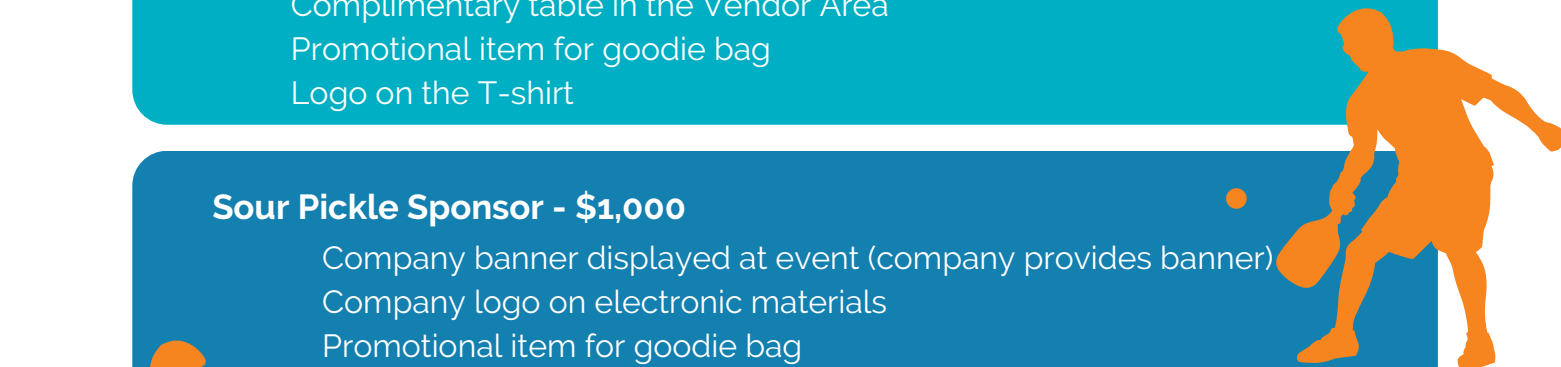 Complimentary table in the Vendor Area
Promotional item for goodie bag
Logo on the T-shirt
Sour Pickle Sponsor - $1,000
Company banner displayed at event (company provides banner)
Company logo on electronic materials
Promotional item for goodie bag